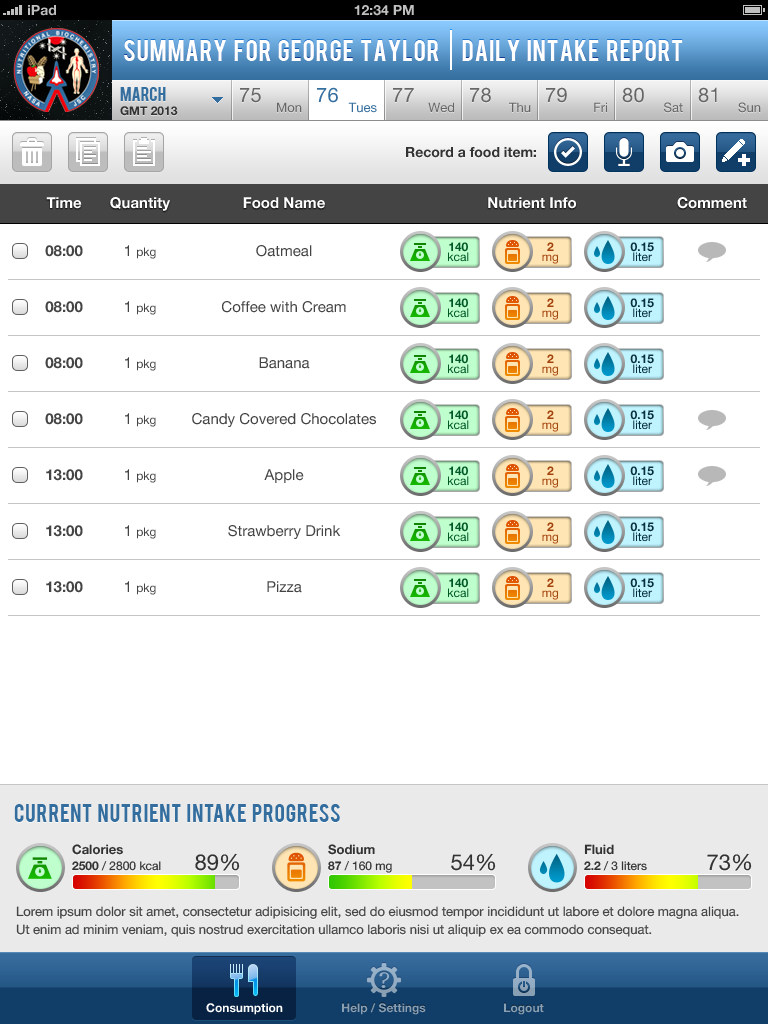 iPad 12:34 PM
NUTRITIONAL BIOCHEMISTRY
NASA JSC
SUMMARY FOR GEORGE TAYLOR | DAILY INTAKE REPORT
MARCH
GMT 2013
75 Mon 76 Tues 77 Wed 78 Thu 79 Fri 80 Sat 81 Sun
Record a food item:
Time Quantity Food Name Nutrient Info Comment
08:00 1 pkg Oatmeal 140 kcal 2 mg 0.15 liter
08:00 1 pkg Coffee with Cream 140 kcal 2 mg 0.15 liter
08:00 1 pkg Banana 140 kcal 2 mg 0.15 liter
08:00 1 pkg Candy Covered Chocolates 140 kcal 2 mg 0.15 liter
13:00 1 pkg Apple 140 kcal 2 mg 0.15 liter
13:00 1 pkg Strawberry Drink 140 kcal 2 mg 0.15 liter
13:00 1 pkg Pizza 140 kcal 2 mg 0.15 liter
CURRENT NUTRIENT INTAKE PROGRESS
Calories
2500 / 2800 kcal 89%
Sodium
87 / 160 mg 54%
Fluid
2.2 / 3 liters 73%
Lorem ipsum dolor sit amet, consectetur adipisicing elit, sed do eiusmod tempor incididunt ut labore et dolore magna aliqua.
Ut enim ad minim veniam, quis nostrud exercitation ullamco laboris nisi ut aliquip ex ea commodo consequat.
Consumption Help / Settings Logout